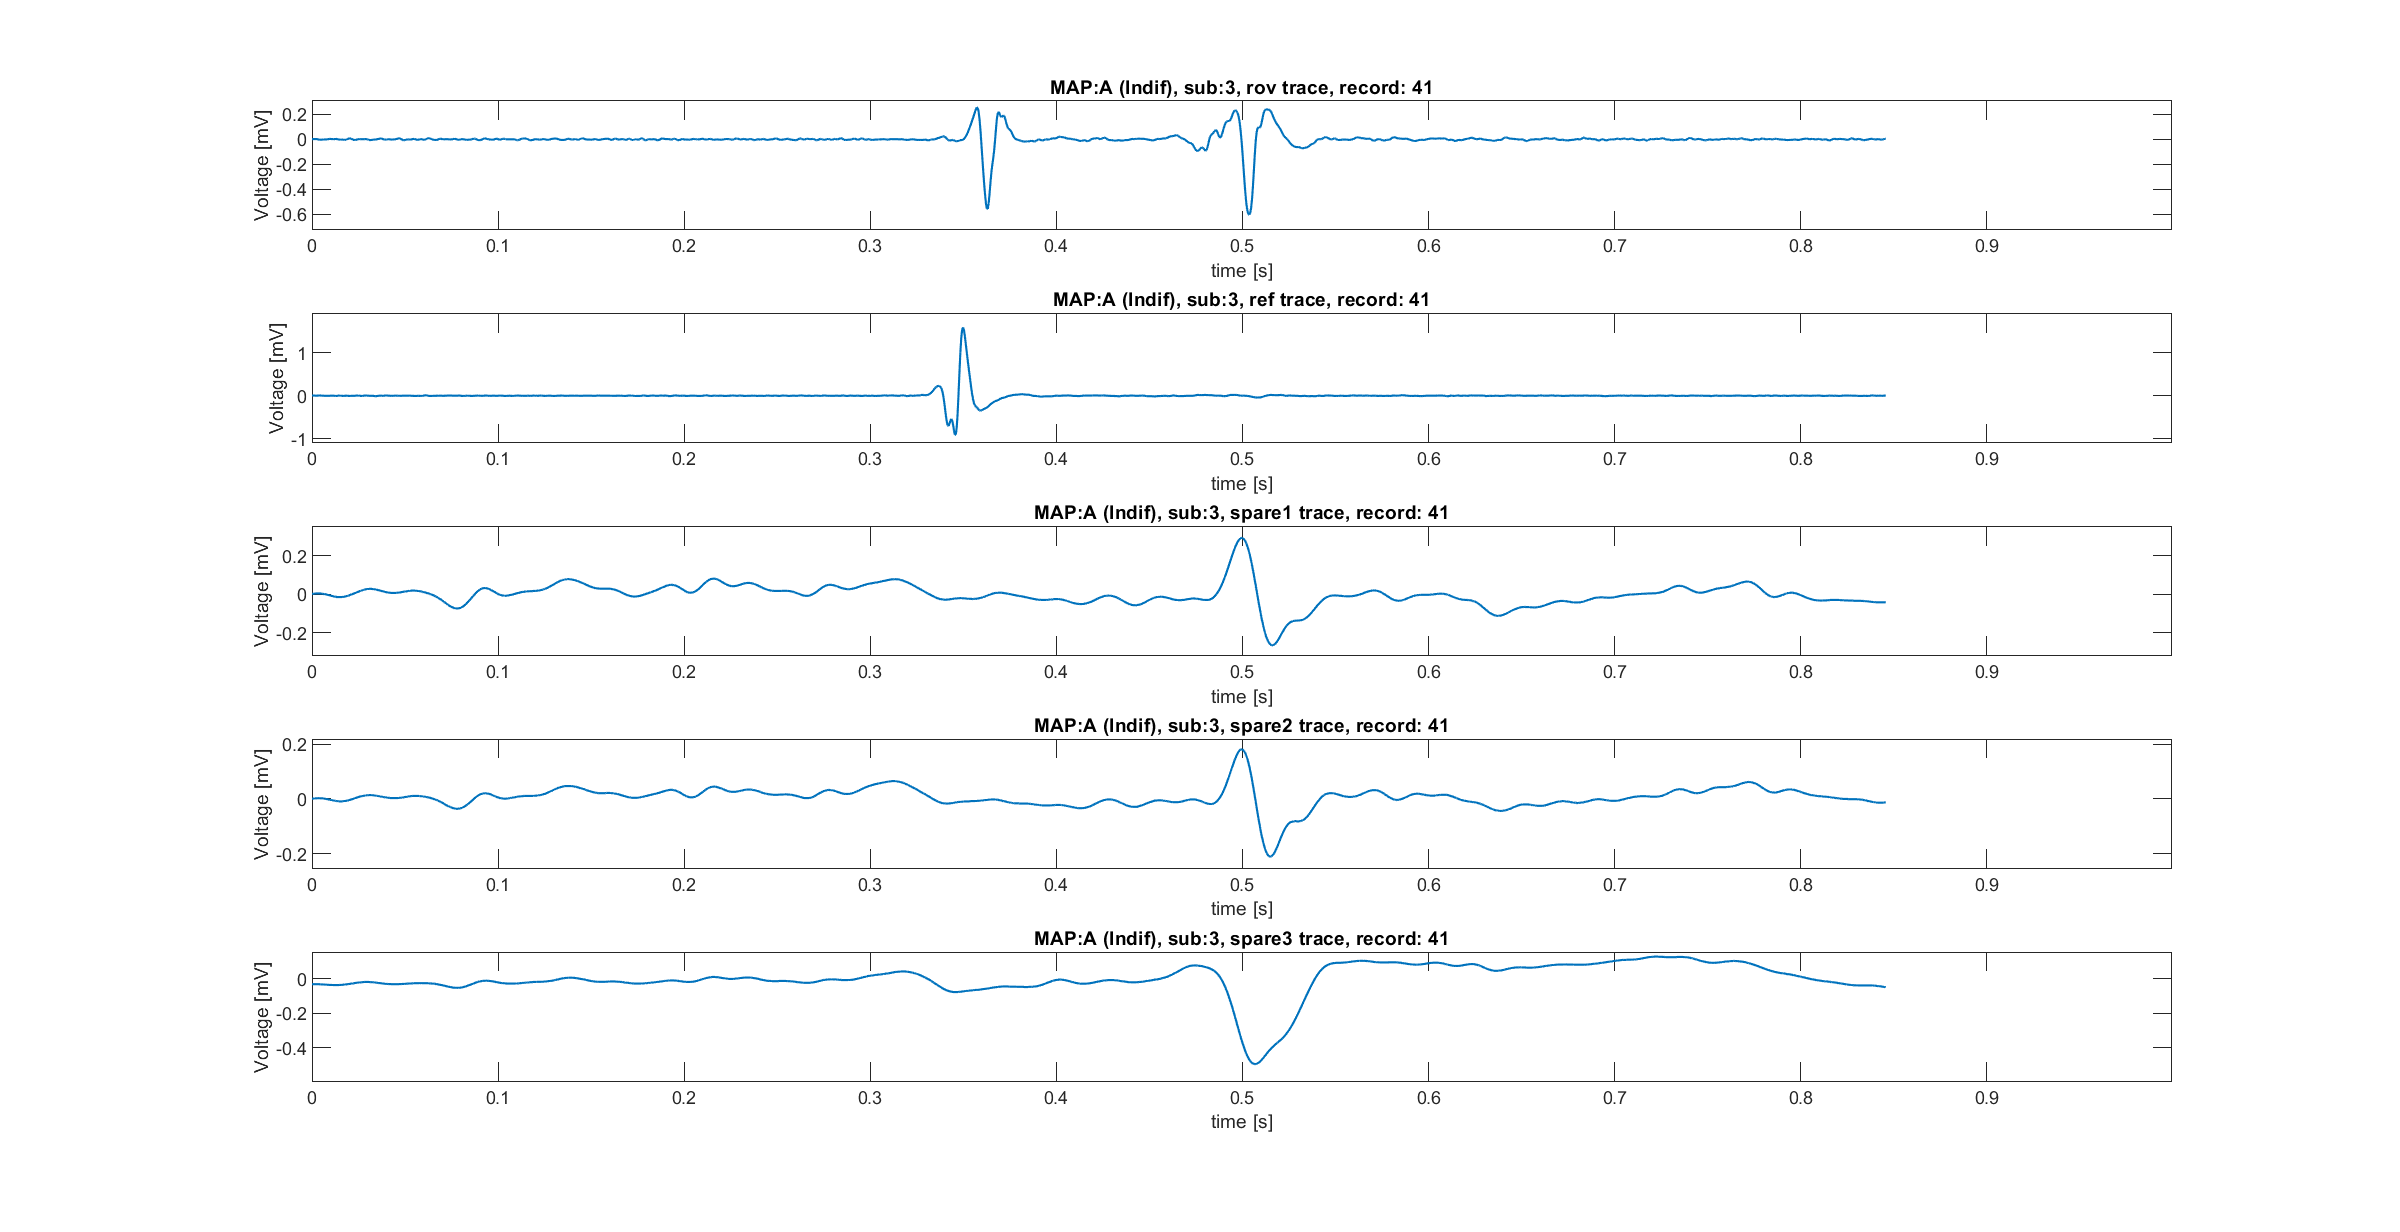 MAP:A (Indif), sub:3, rov trace, record: 41
Voltage [mV]
0.2
0
-0.2
-0.4
-0.6
0 0.1 0.2 0.3 0.4 0.5 0.6 0.7 0.8 0.9
time [s]
MAP:A (Indif), sub:3, ref trace, record: 41
Voltage [mV]
1
0
-1
0 0.1 0.2 0.3 0.4 0.5 0.6 0.7 0.8 0.9
time [s]
MAP:A (Indif), sub:3, spare1 trace, record: 41
Voltage [mV]
0.2
0
-0.2
0 0.1 0.2 0.3 0.4 0.5 0.6 0.7 0.8 0.9
time [s]
MAP:A (Indif), sub:3, spare2 trace, record: 41
Voltage [mV]
0.2
0
-0.2
0 0.1 0.2 0.3 0.4 0.5 0.6 0.7 0.8 0.9
time [s]
MAP:A (Indif), sub:3, spare3 trace, record: 41
Voltage [mV]
0
-0.2
-0.4
0 0.1 0.2 0.3 0.4 0.5 0.6 0.7 0.8 0.9
time [s]